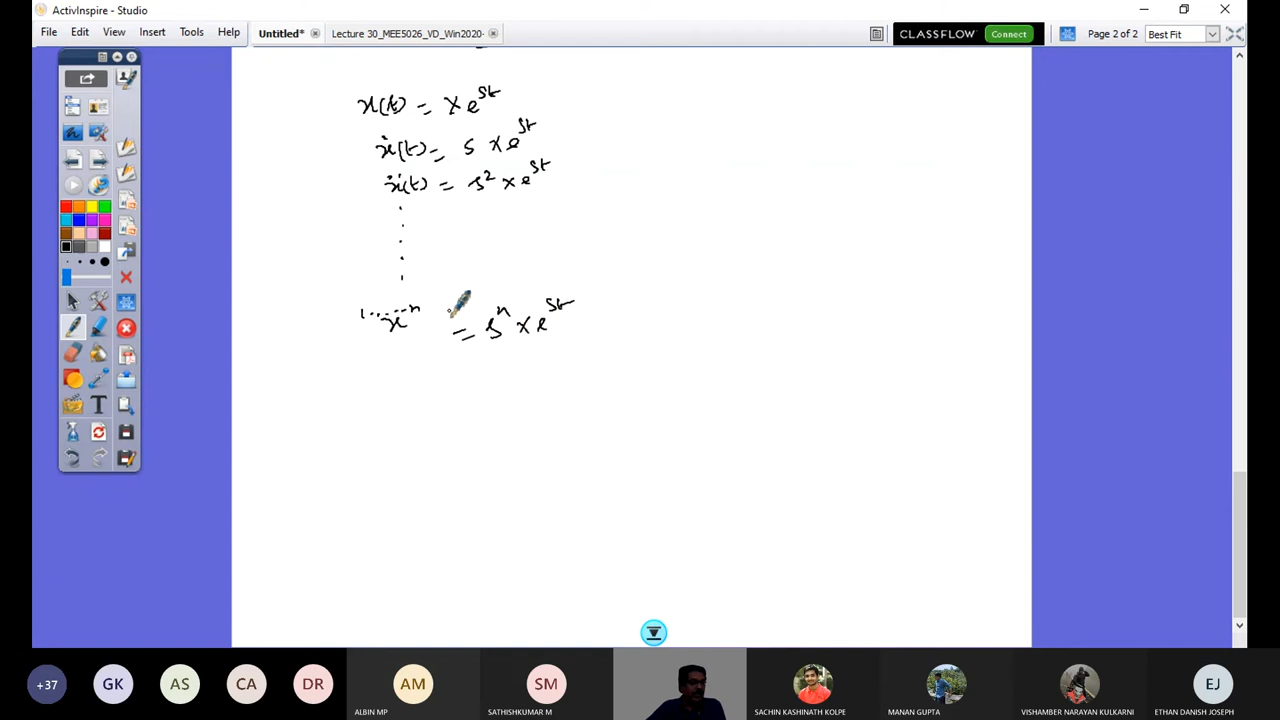 ActivInspire - Studio
File Edit View Insert Tools Help
Untitled* Lecture 30_MEE5026_VD_Win2020-
CLASSFLOW Connect
Page 2 of 2 Best Fit
x(t) = X e^st
ẋ(t) = s X e^st
ẍ(t) = s² X e^st
.
.
.
.
.
1......n
x = s^n X e^st
T
+37 GK AS CA DR AM SM EJ
ALBIN MP SATHISHKUMAR M SACHIN KASHINATH KOLPE MANAN GUPTA VISHAMBER NARAYAN KULKARNI ETHAN DANISH JOSEPH